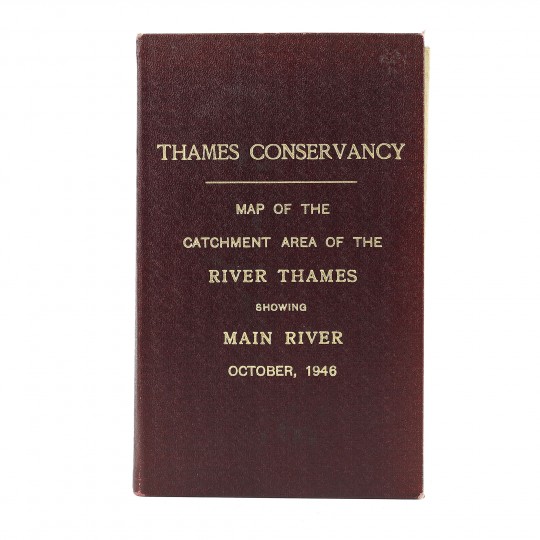 THAMES CONSERVANCY
MAP OF THE
CATCHMENT AREA OF THE
RIVER THAMES
SHOWING
MAIN RIVER
OCTOBER, 1946